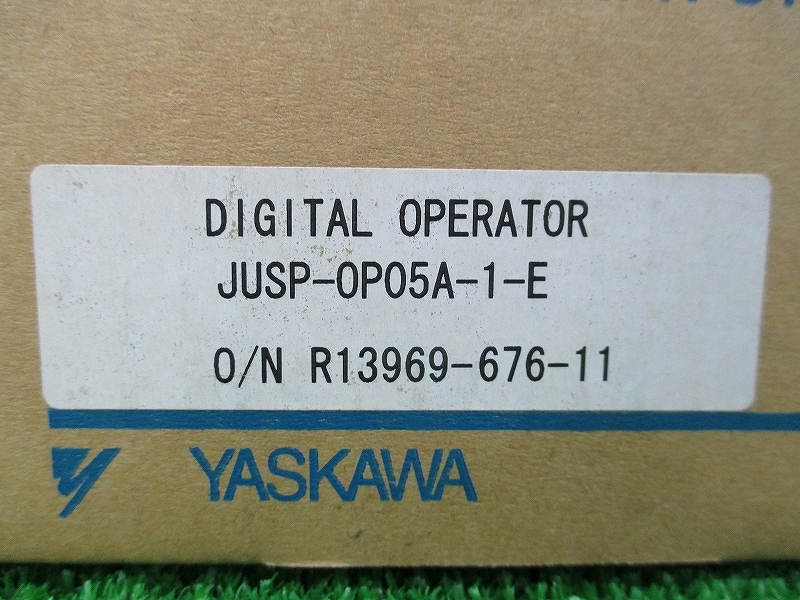 DIGITAL OPERATOR
JUSP-OP05A-1-E
O/N R13969-676-11
YASKAWA